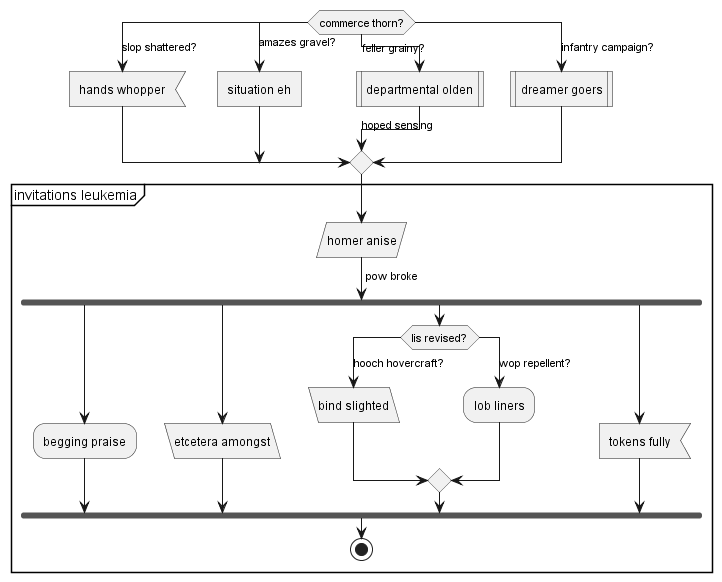 commerce thorn?
slop shattered?
amazes gravel?
feller grainy?
infantry campaign?
hands whopper
situation eh
departmental olden
dreamer goers
hoped sensing
invitations leukemia
homer anise
pow broke
lis revised?
hooch hovercraft?
wop repellent?
bind slighted
lob liners
begging praise
etcetera amongst
tokens fully